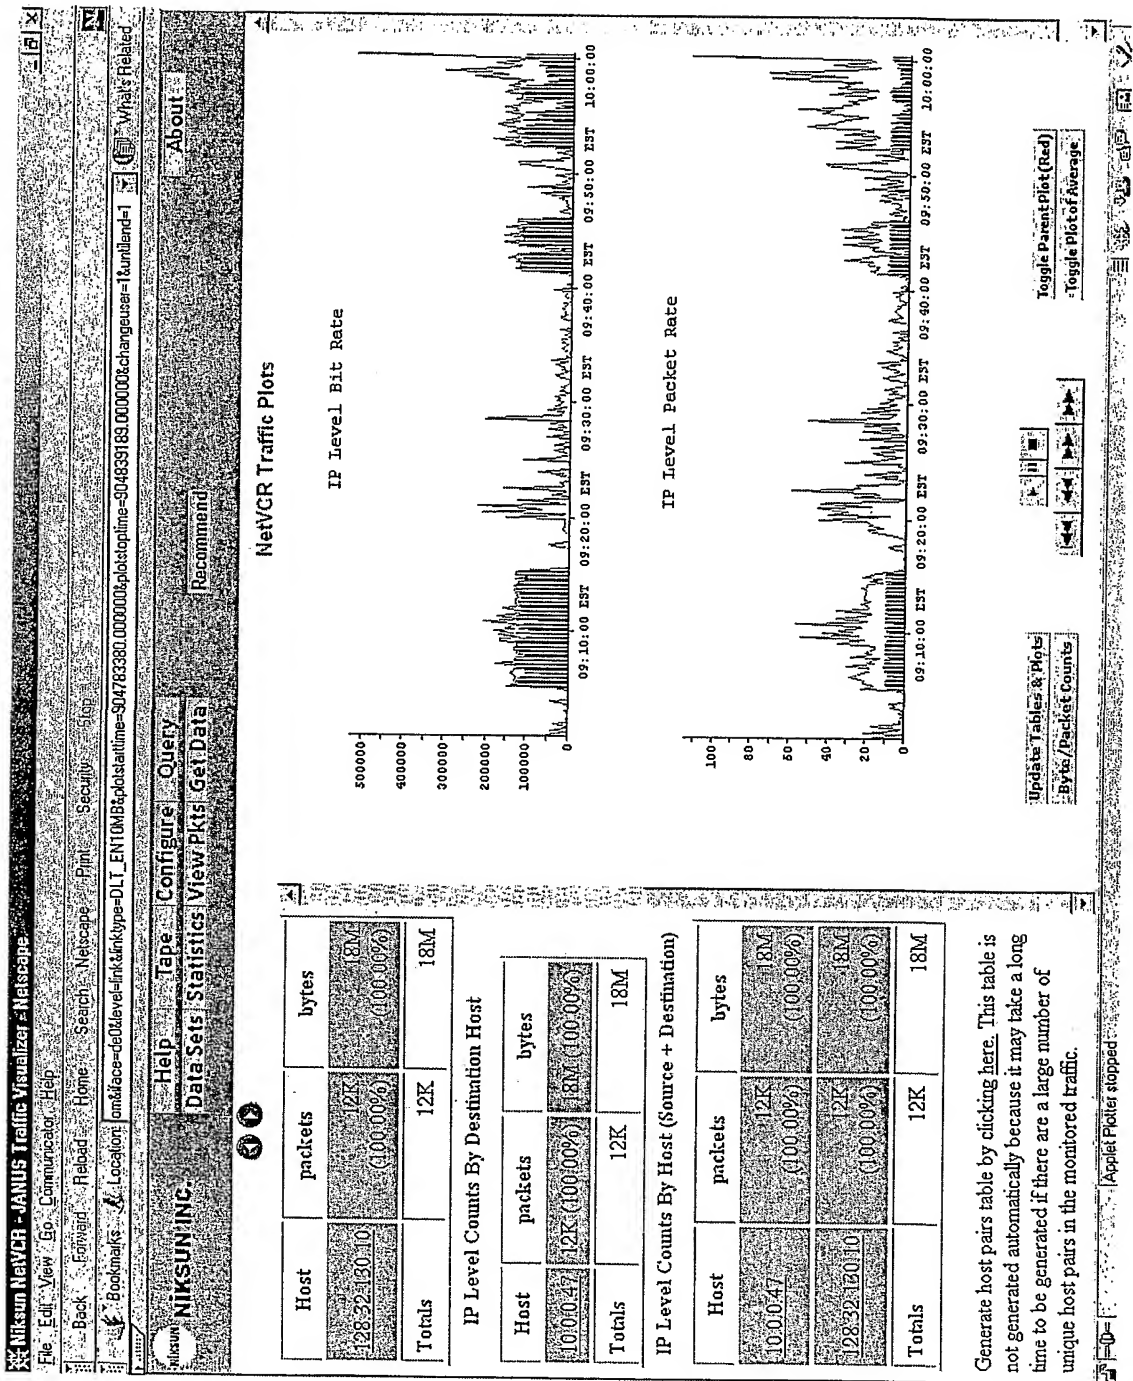 Niksun NetVCR - JANUS Traffic Visualizer - Netscape
File Edit View Go Communicator Help
Back Forward Reload Home Search Netscape Print Security Stop
Bookmarks Location: om&iface=de0&level=link&linktype=DLT_EN10MB&plotstarttime=904783380.000000&plotstoptime=904839189.000000&changeuser=1&untilend=1 What's Related
NIKSUN INC.
Help Tape Configure Query Recommend About
Data Sets Statistics View Pkts Get Data
Host packets bytes
128.32.130.10 12K (100.00%) 18M (100.00%)
Totals 12K 18M
IP Level Counts By Destination Host
Host packets bytes
10.0.0.47 12K (100.00%) 18M (100.00%)
Totals 12K 18M
IP Level Counts By Host (Source + Destination)
Host packets bytes
10.0.0.47 12K (100.00%) 18M (100.00%)
128.32.130.10 12K (100.00%) 18M (100.00%)
Totals 12K 18M
Generate host pairs table by clicking here. This table is
not generated automatically because it may take a long
time to be generated if there are a large number of
unique host pairs in the monitored traffic.
NetVCR Traffic Plots
IP Level Bit Rate
500000
400000
300000
200000
100000
0
09:10:00 EST 09:20:00 EST 09:30:00 EST 09:40:00 EST 09:50:00 EST 10:00:00
IP Level Packet Rate
100
80
60
40
20
0
09:10:00 EST 09:20:00 EST 09:30:00 EST 09:40:00 EST 09:50:00 EST 10:00:00
Update Tables & Plots Toggle Parent Plot (Red)
Byte/Packet Counts Toggle Plot of Average
Applet Plotter stopped